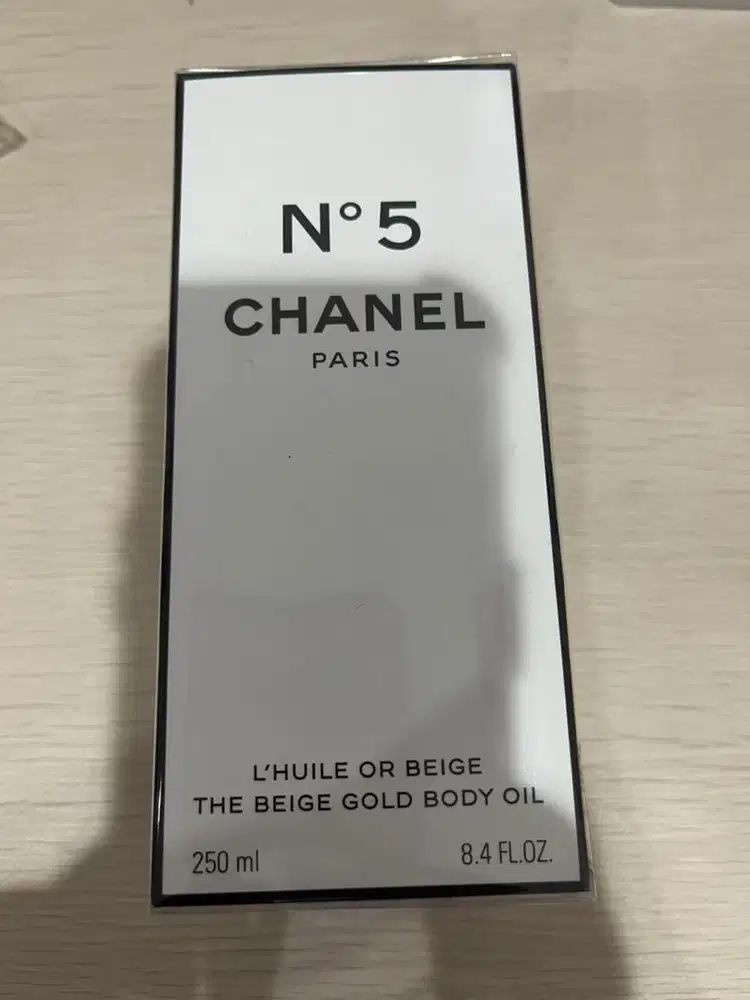 N°5
CHANEL
PARIS
L'HUILE OR BEIGE
THE BEIGE GOLD BODY OIL
250 ml 8.4 FL.OZ.